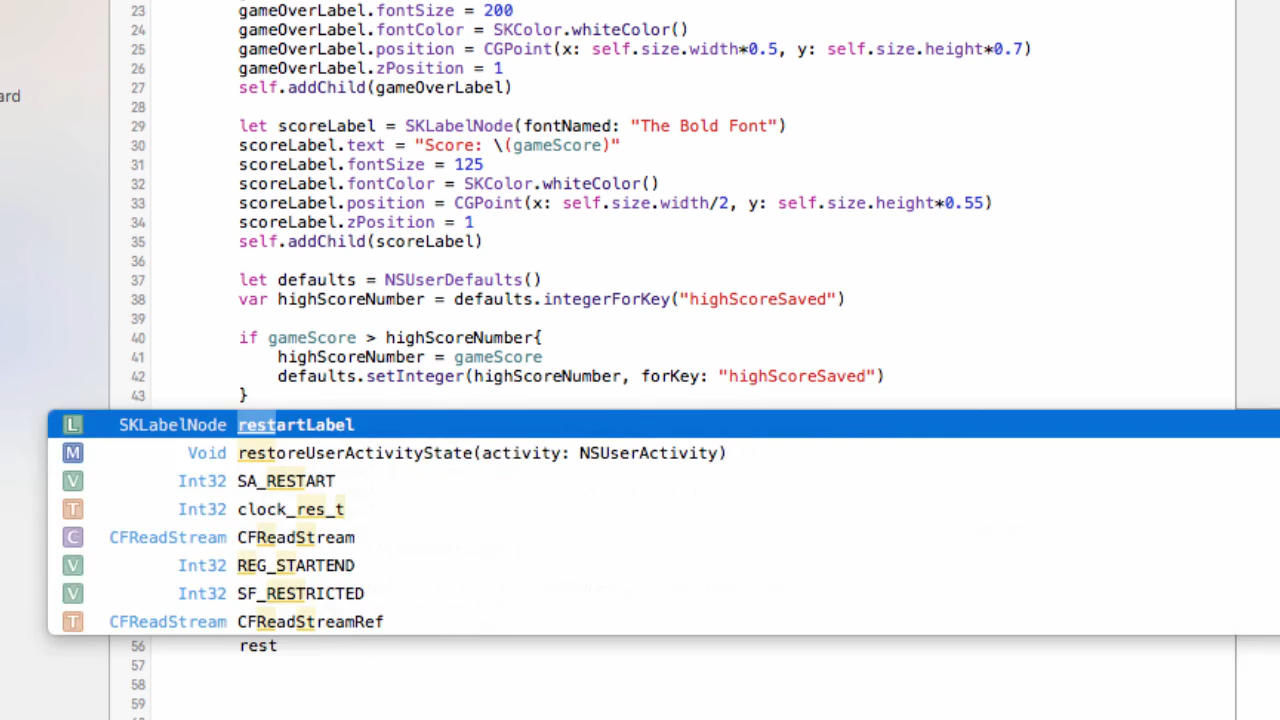 23 gameOverLabel.fontSize = 200
24 gameOverLabel.fontColor = SKColor.whiteColor()
25 gameOverLabel.position = CGPoint(x: self.size.width*0.5, y: self.size.height*0.7)
26 gameOverLabel.zPosition = 1
27 self.addChild(gameOverLabel)
28
ard
29 let scoreLabel = SKLabelNode(fontNamed: "The Bold Font")
30 scoreLabel.text = "Score: \(gameScore)"
31 scoreLabel.fontSize = 125
32 scoreLabel.fontColor = SKColor.whiteColor()
33 scoreLabel.position = CGPoint(x: self.size.width/2, y: self.size.height*0.55)
34 scoreLabel.zPosition = 1
35 self.addChild(scoreLabel)
36
37 let defaults = NSUserDefaults()
38 var highScoreNumber = defaults.integerForKey("highScoreSaved")
39
40 if gameScore > highScoreNumber{
41 highScoreNumber = gameScore
42 defaults.setInteger(highScoreNumber, forKey: "highScoreSaved")
43 }
L SKLabelNode restartLabel
M Void restoreUserActivityState(activity: NSUserActivity)
V Int32 SA_RESTART
T Int32 clock_res_t
C CFReadStream CFReadStream
V Int32 REG_STARTEND
V Int32 SF_RESTRICTED
T CFReadStream CFReadStreamRef
56 rest
57
58
59